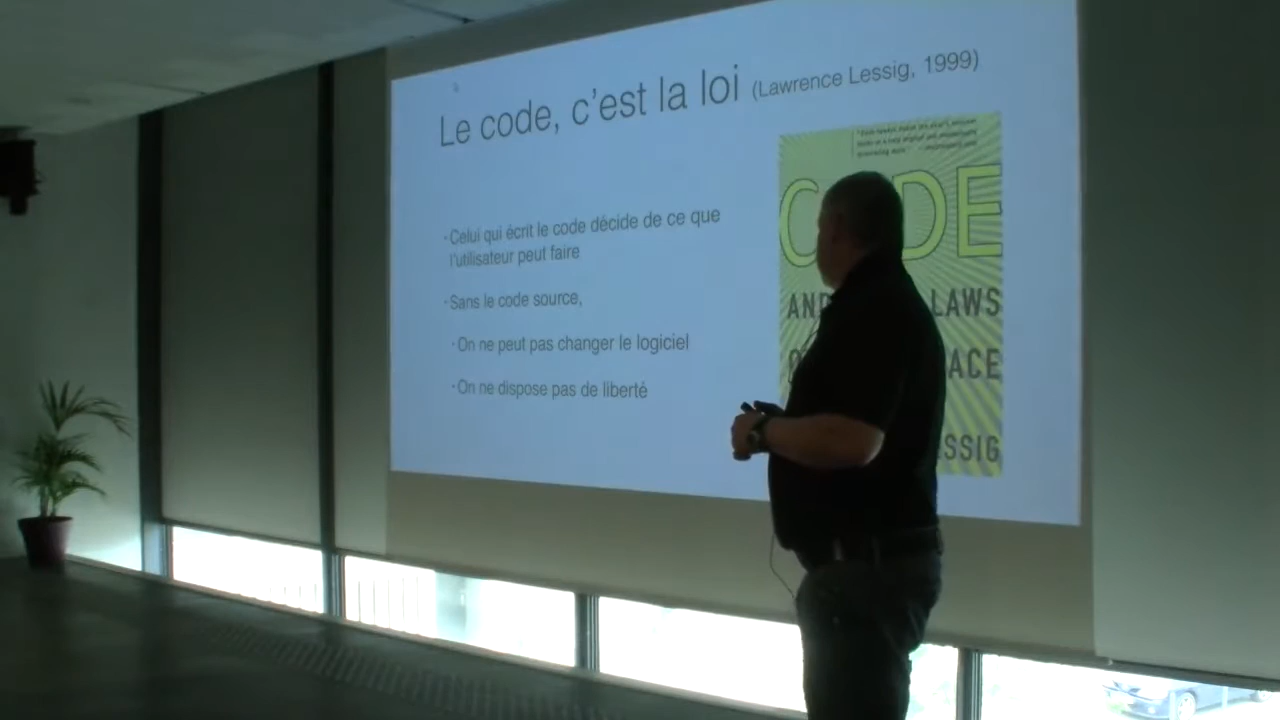 Le code, c'est la loi (Lawrence Lessig, 1999)
· Celui qui écrit le code décide de ce que
l'utilisateur peut faire
· Sans le code source,
· On ne peut pas changer le logiciel
· On ne dispose pas de liberté
C DE
AND LAWS
ACE
ESSIG